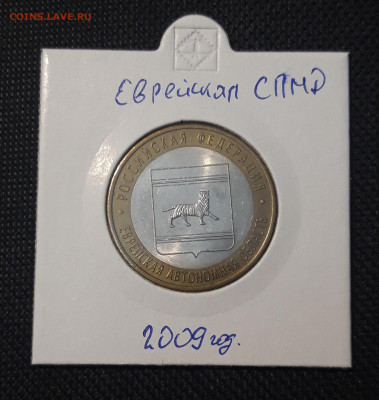 COINS.LAVE.RU
Еврейская СПМД
РОССИЙСКАЯ ФЕДЕРАЦИЯ
ЕВРЕЙСКАЯ АВТОНОМНАЯ ОБЛАСТЬ
2009 год.